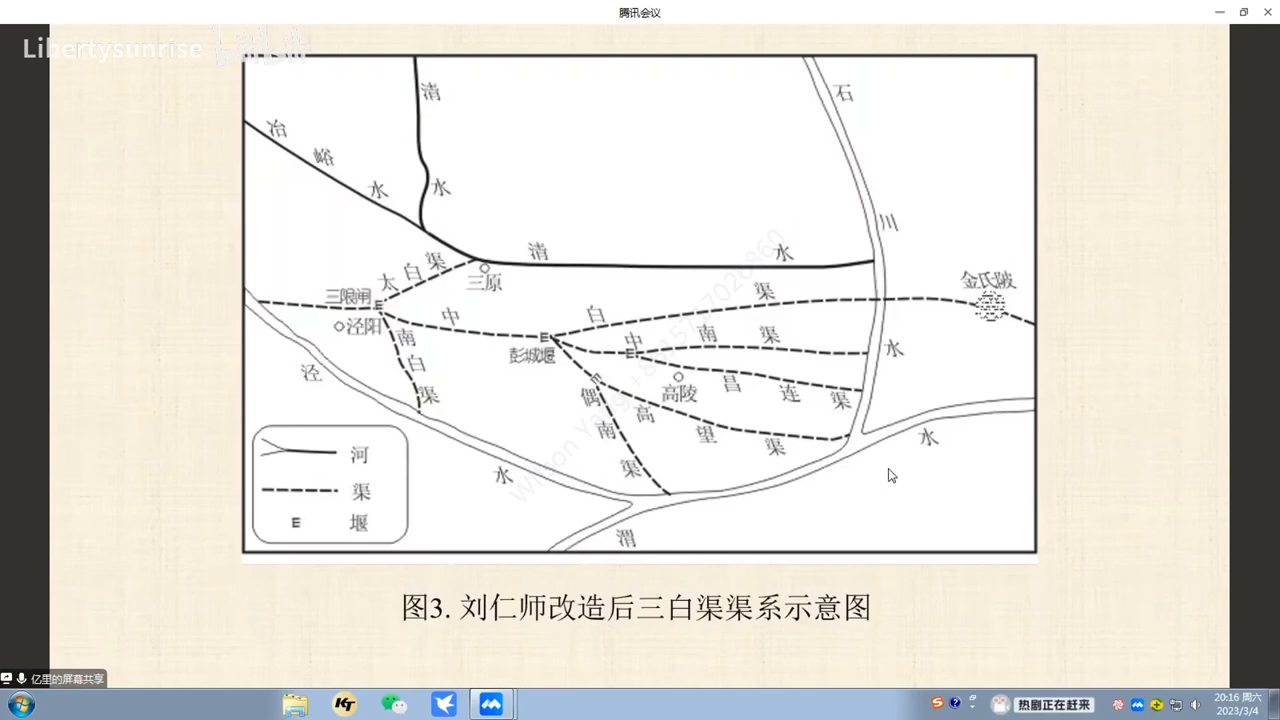 腾讯会议
Libertysunrise
清
石
冶
峪
水
水
川
清
水
太白渠
三原
三限闸
泾阳
中
白
渠
金氏陂
南白渠
彭城堰
中
南
渠
水
泾
高陵
昌
连
渠
偶南渠
高
望
渠
水
水
渭
河
渠
堰
图3. 刘仁师改造后三白渠渠系示意图
亿里的屏幕共享
热剧正在赶来
20:16 周六
2023/3/4